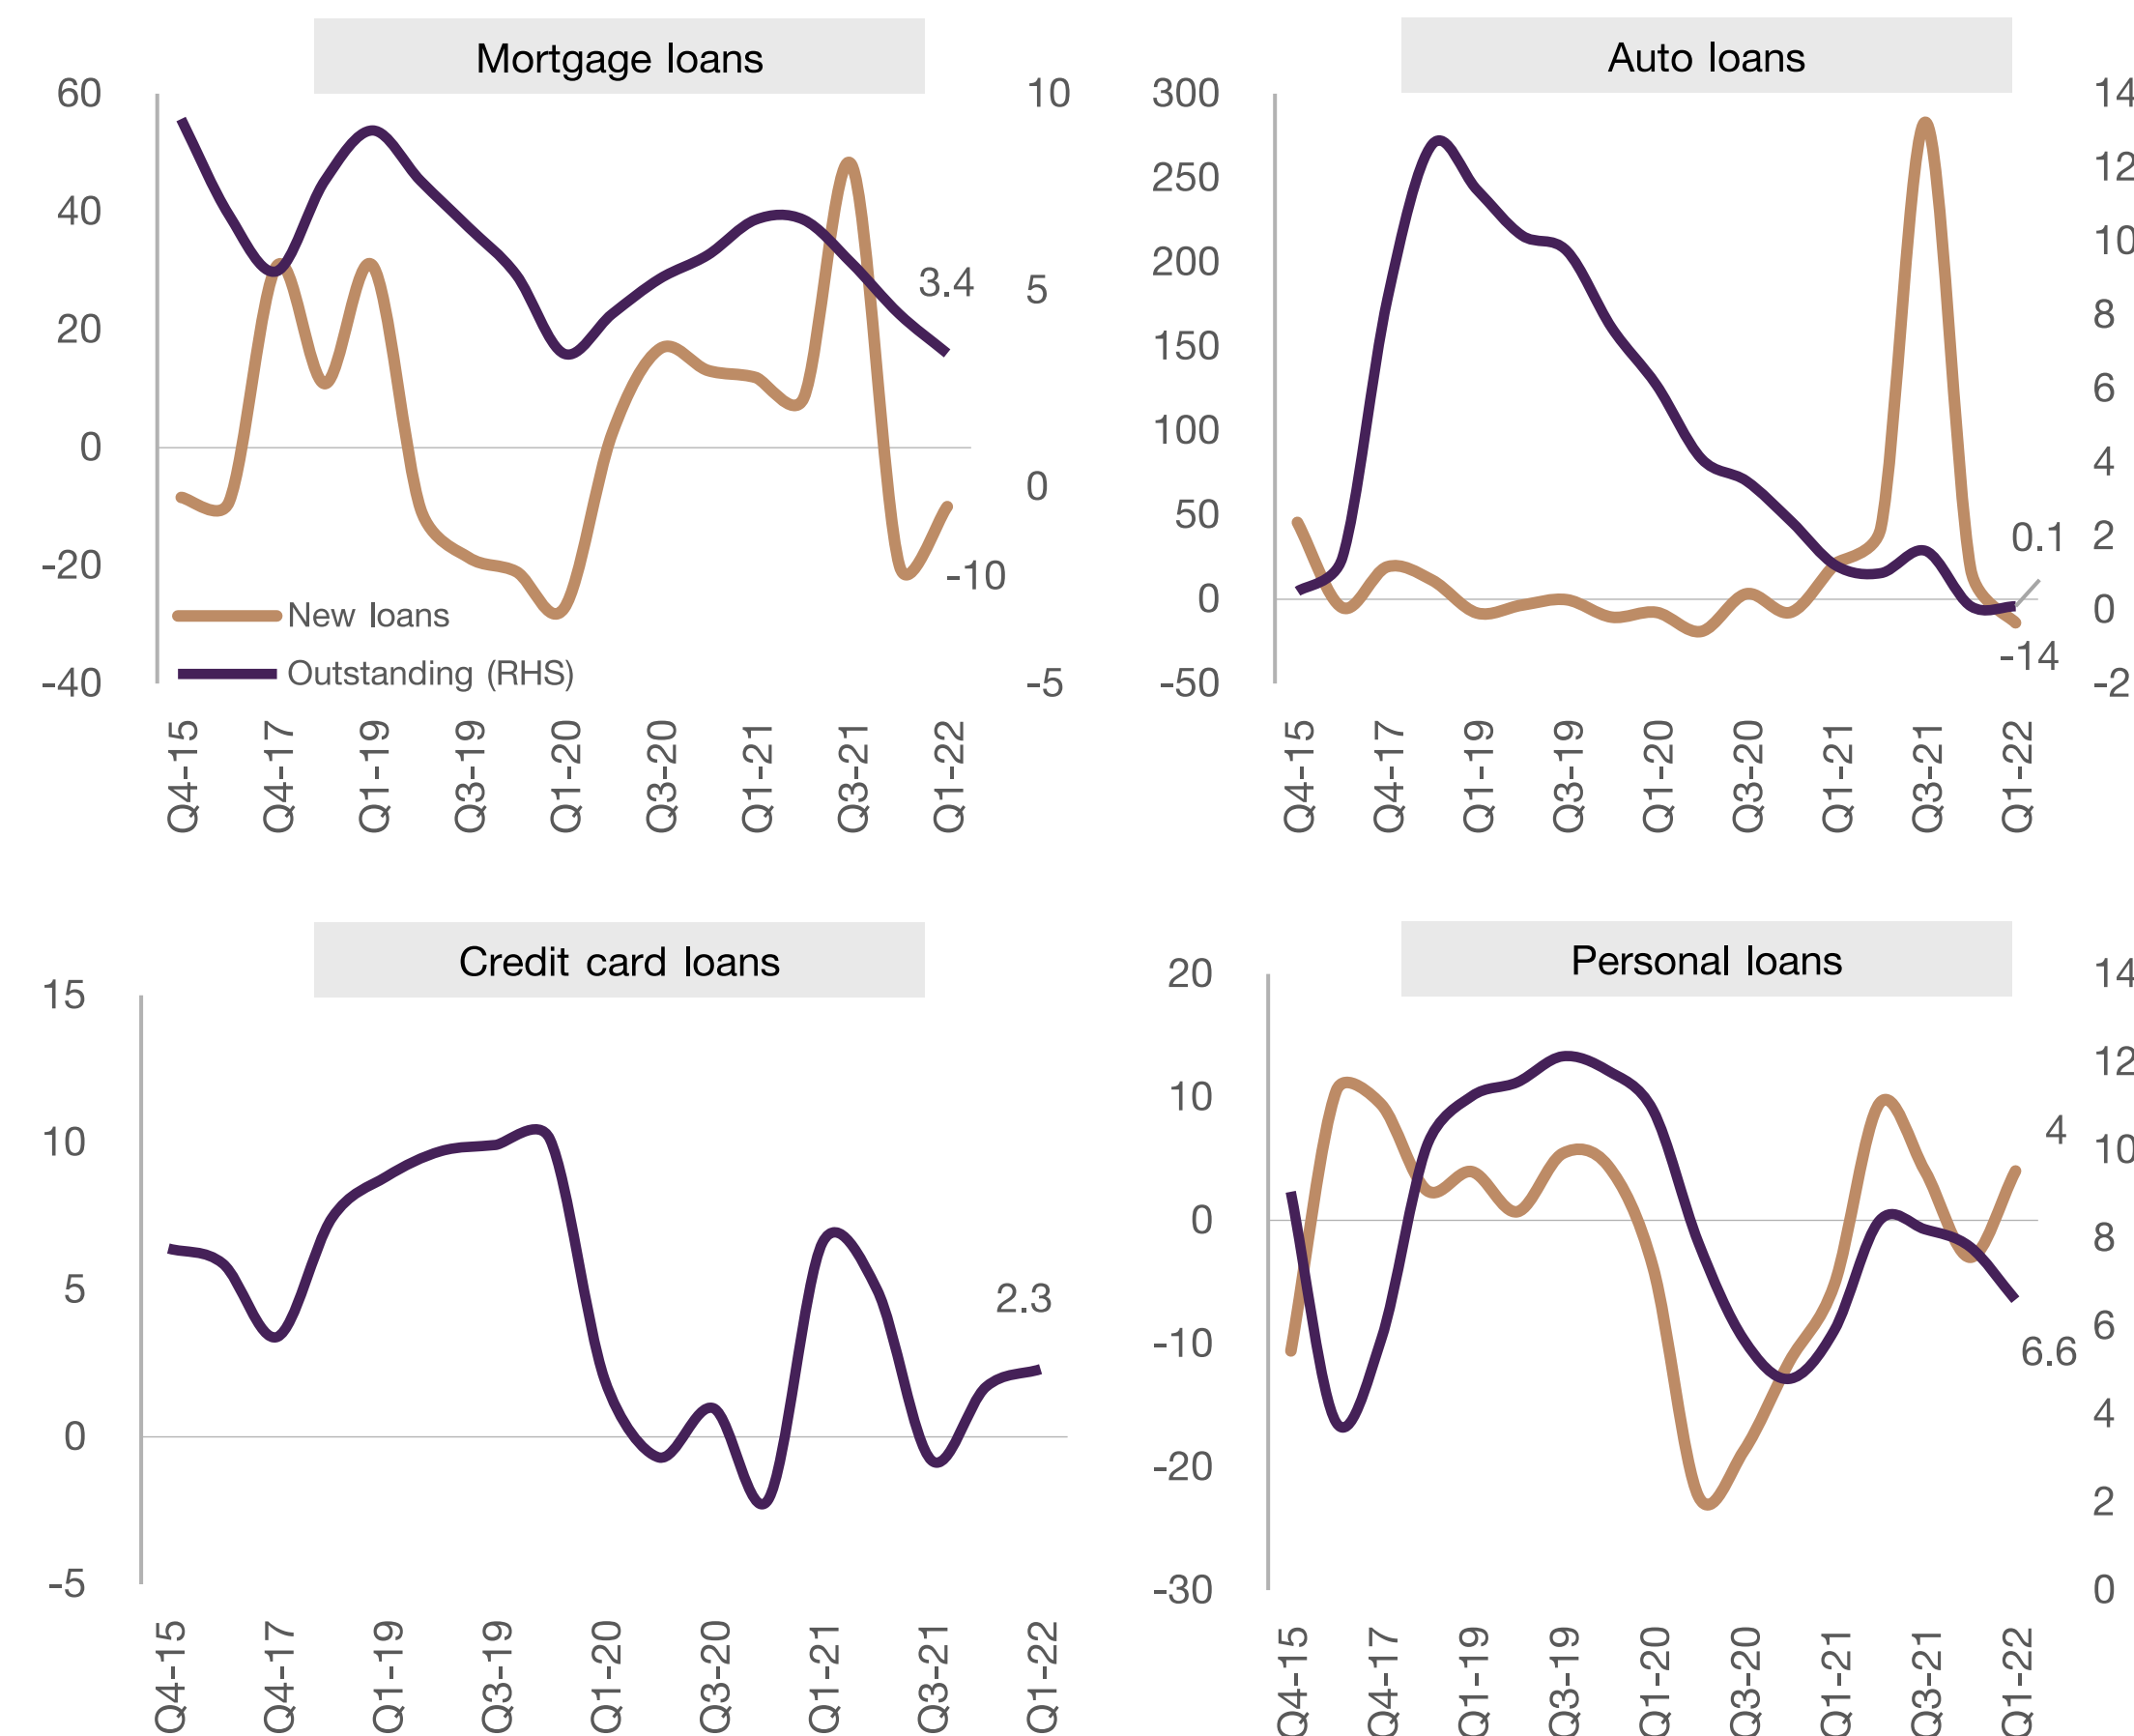 Mortgage loans
60
40
20
0
-20
-40
10
5
0
-5
3.4
-10
New loans
Outstanding (RHS)
Q4-15
Q4-17
Q1-19
Q3-19
Q1-20
Q3-20
Q1-21
Q3-21
Q1-22
Auto loans
300
250
200
150
100
50
0
-50
14
12
10
8
6
4
2
0
-2
0.1
-14
Q4-15
Q4-17
Q1-19
Q3-19
Q1-20
Q3-20
Q1-21
Q3-21
Q1-22
Credit card loans
15
10
5
0
-5
2.3
Q4-15
Q4-17
Q1-19
Q3-19
Q1-20
Q3-20
Q1-21
Q3-21
Q1-22
Personal loans
20
10
0
-10
-20
-30
14
12
10
8
6
4
2
0
4
6.6
Q4-15
Q4-17
Q1-19
Q3-19
Q1-20
Q3-20
Q1-21
Q3-21
Q1-22